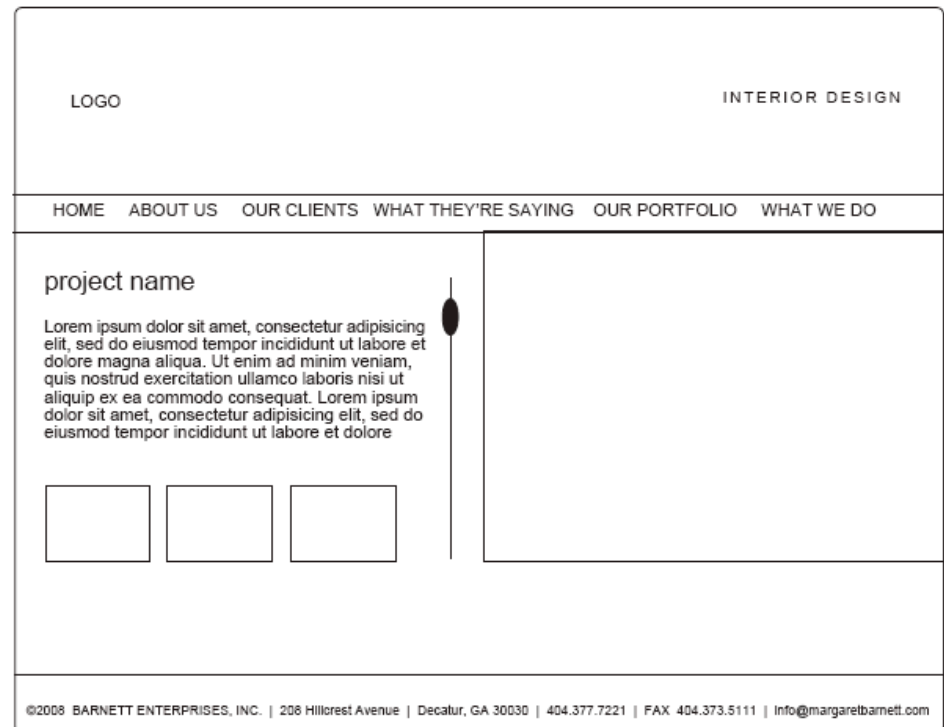 LOGO
INTERIOR DESIGN
HOME ABOUT US OUR CLIENTS WHAT THEY'RE SAYING OUR PORTFOLIO WHAT WE DO
project name
Lorem ipsum dolor sit amet, consectetur adipisicing
elit, sed do eiusmod tempor incididunt ut labore et
dolore magna aliqua. Ut enim ad minim veniam,
quis nostrud exercitation ullamco laboris nisi ut
aliquip ex ea commodo consequat. Lorem ipsum
dolor sit amet, consectetur adipisicing elit, sed do
eiusmod tempor incididunt ut labore et dolore
©2008 BARNETT ENTERPRISES, INC. | 208 Hillcrest Avenue | Decatur, GA 30030 | 404.377.7221 | FAX 404.373.5111 | Info@margaretbarnett.com